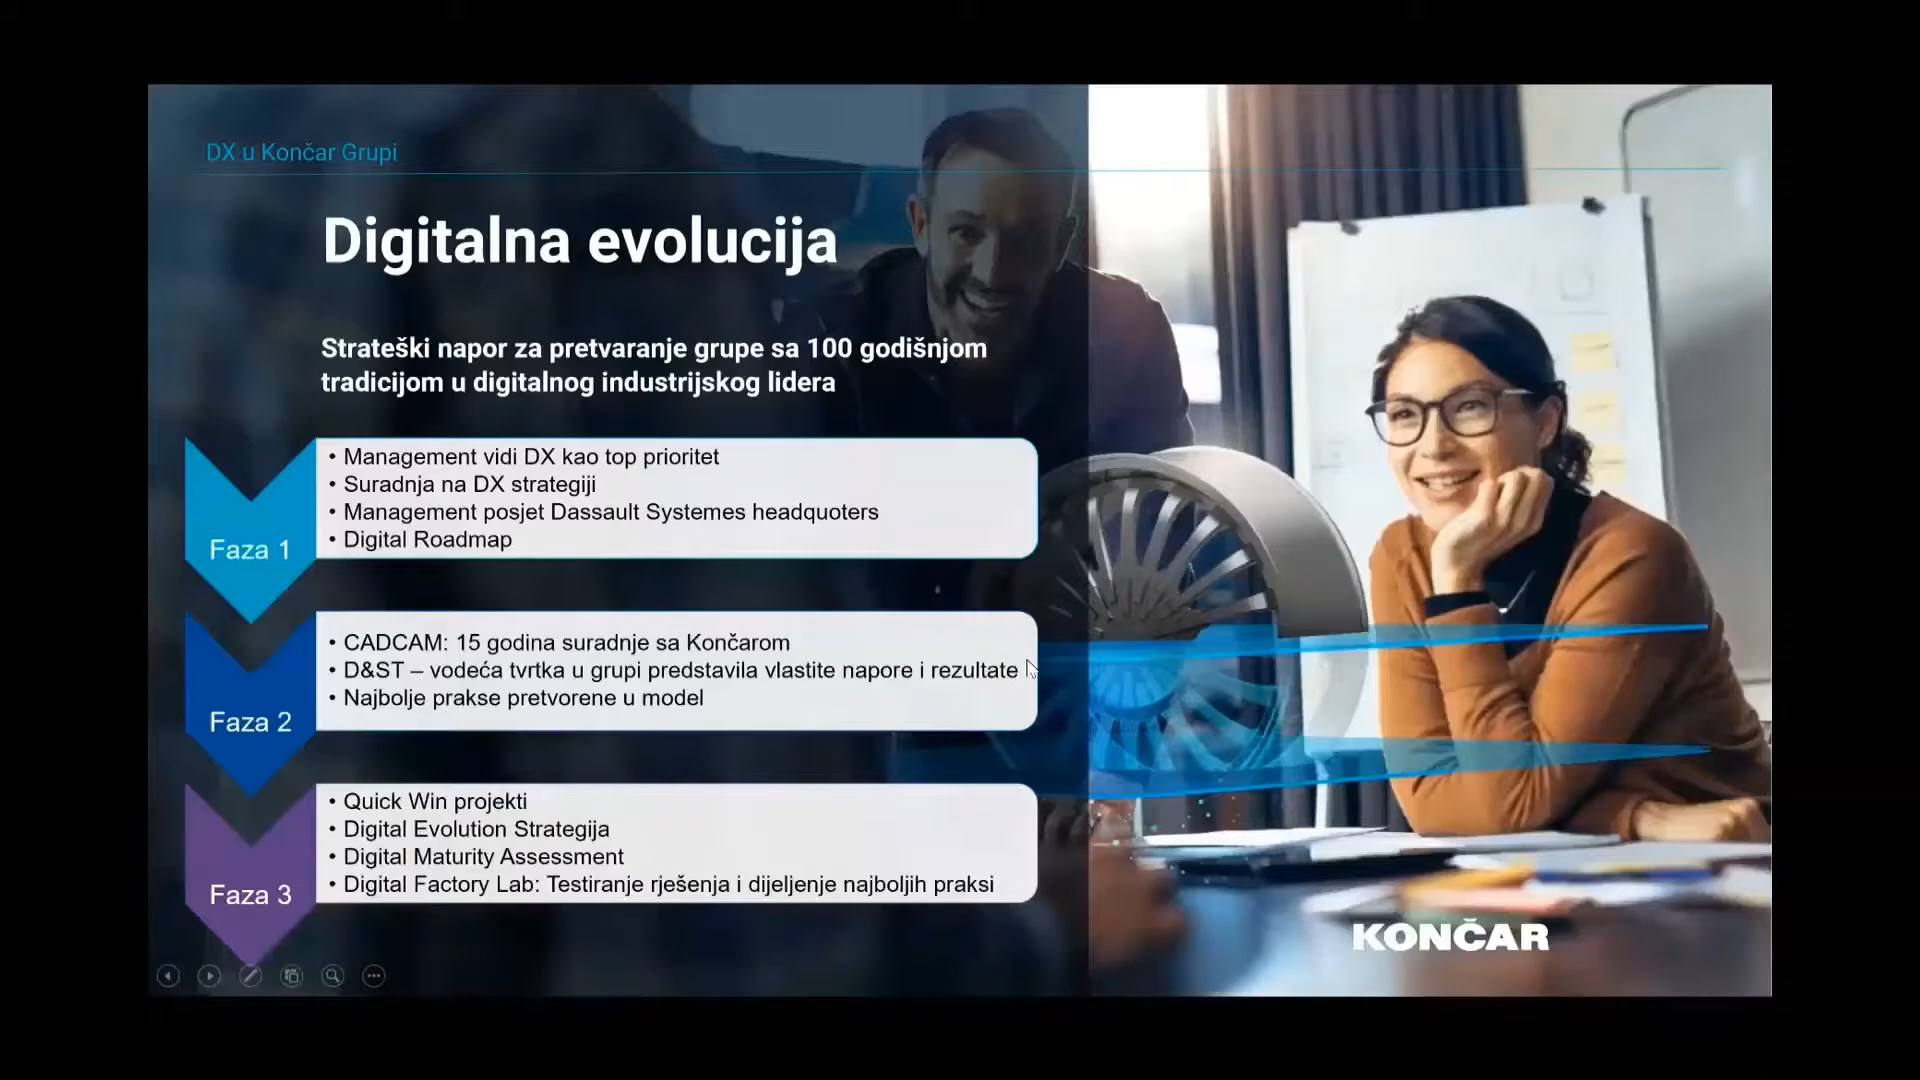 DX u Končar Grupi
Digitalna evolucija
Strateški napor za pretvaranje grupe sa 100 godišnjom
tradicijom u digitalnog industrijskog lidera
Faza 1
• Management vidi DX kao top prioritet
• Suradnja na DX strategiji
• Management posjet Dassault Systemes headquoters
• Digital Roadmap
Faza 2
• CADCAM: 15 godina suradnje sa Končarom
• D&ST – vodeća tvrtka u grupi predstavila vlastite napore i rezultate
• Najbolje prakse pretvorene u model
Faza 3
• Quick Win projekti
• Digital Evolution Strategija
• Digital Maturity Assessment
• Digital Factory Lab: Testiranje rješenja i dijeljenje najboljih praksi
KONČAR